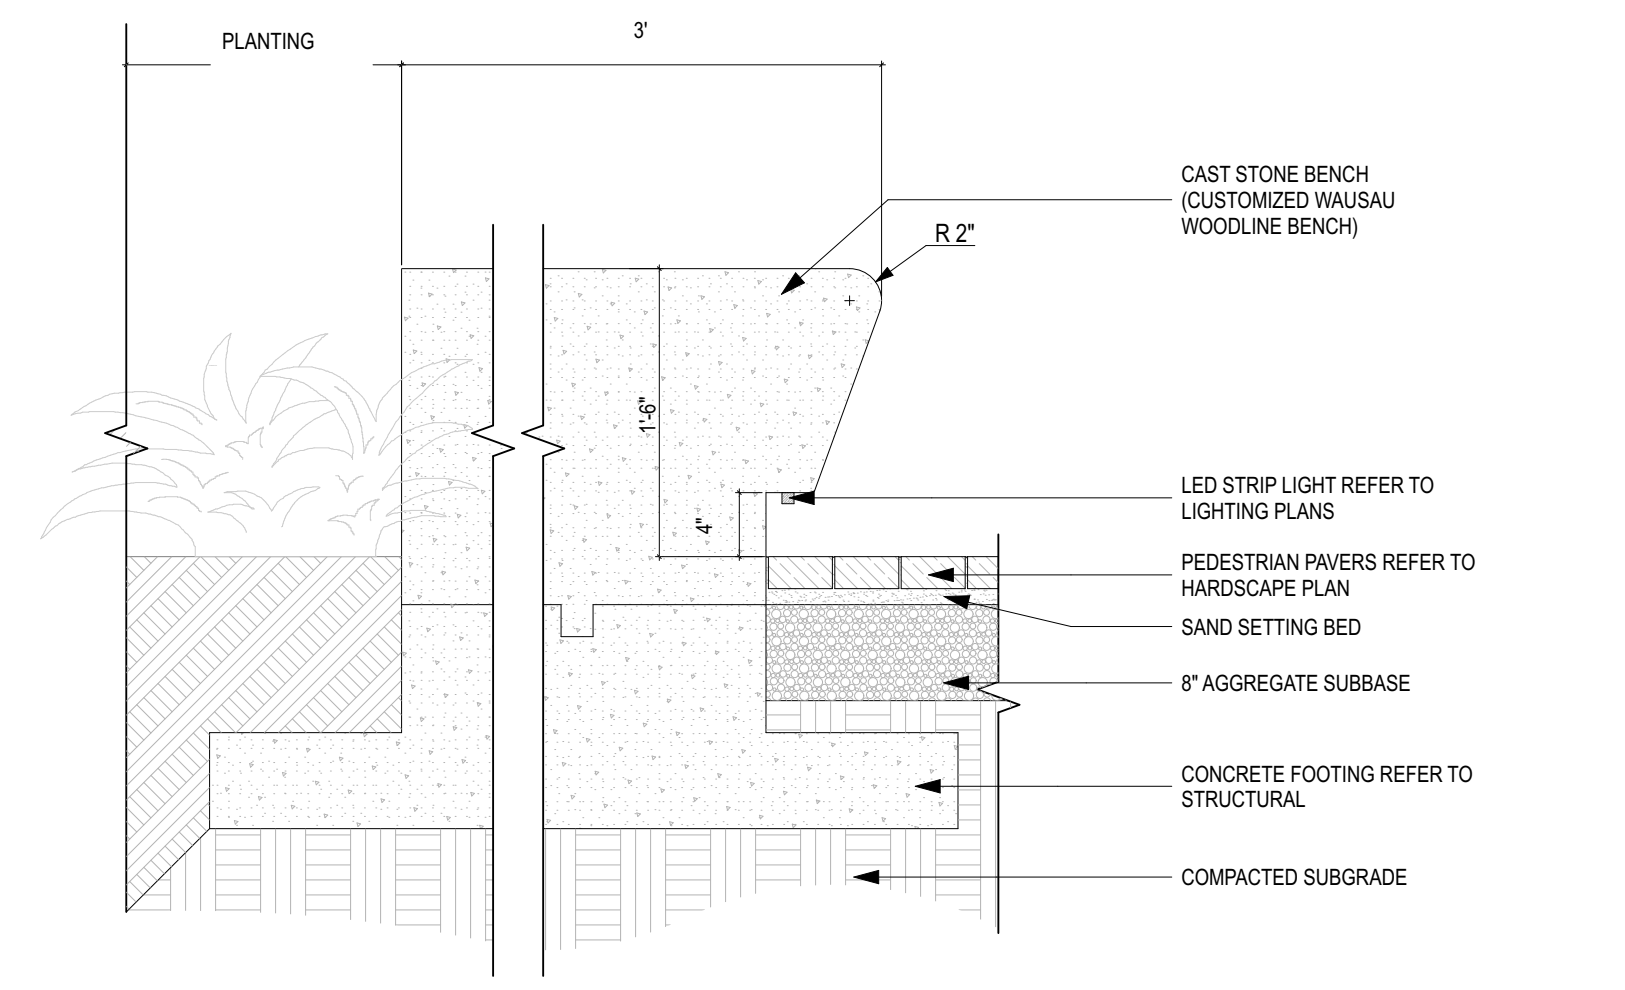 PLANTING
3'
CAST STONE BENCH
(CUSTOMIZED WAUSAU
WOODLINE BENCH)
R 2"
1'-6"
4"
LED STRIP LIGHT REFER TO
LIGHTING PLANS
PEDESTRIAN PAVERS REFER TO
HARDSCAPE PLAN
SAND SETTING BED
8" AGGREGATE SUBBASE
CONCRETE FOOTING REFER TO
STRUCTURAL
COMPACTED SUBGRADE